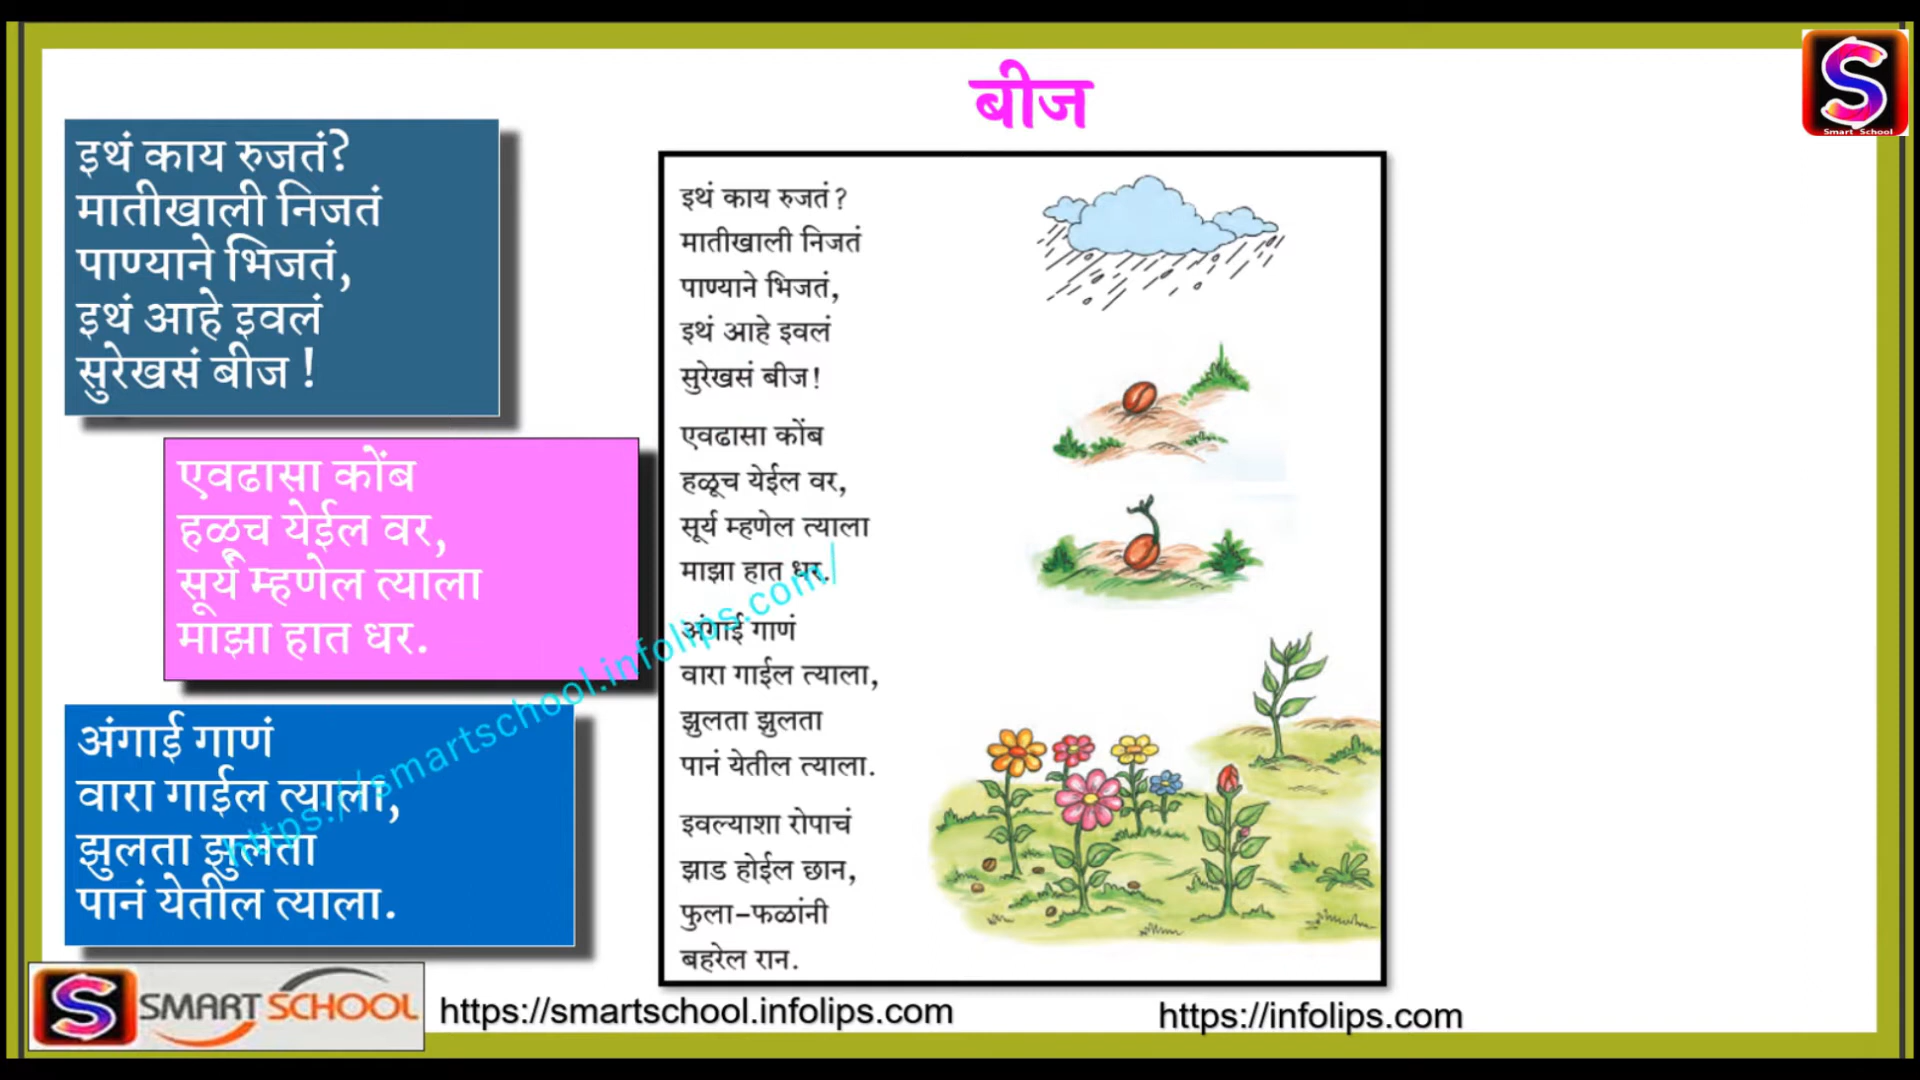 बीज
Smart School
इथं काय रुजतं?
मातीखाली निजतं
पाण्याने भिजतं,
इथं आहे इवलं
सुरेखसं बीज !
एवढासा कोंब
हळूच येईल वर,
सूर्य म्हणेल त्याला
माझा हात धर.
अंगाई गाणं
वारा गाईल त्याला,
झुलता झुलता
पानं येतील त्याला.
इथं काय रुजतं?
मातीखाली निजतं
पाण्याने भिजतं,
इथं आहे इवलं
सुरेखसं बीज!
एवढासा कोंब
हळूच येईल वर,
सूर्य म्हणेल त्याला
माझा हात धर.
अंगाई गाणं
वारा गाईल त्याला,
झुलता झुलता
पानं येतील त्याला.
इवल्याशा रोपाचं
झाड होईल छान,
फुला-फळांनी
बहरेल रान.
https://smartschool.infolips.com/
SMART SCHOOL
https://smartschool.infolips.com
https://infolips.com